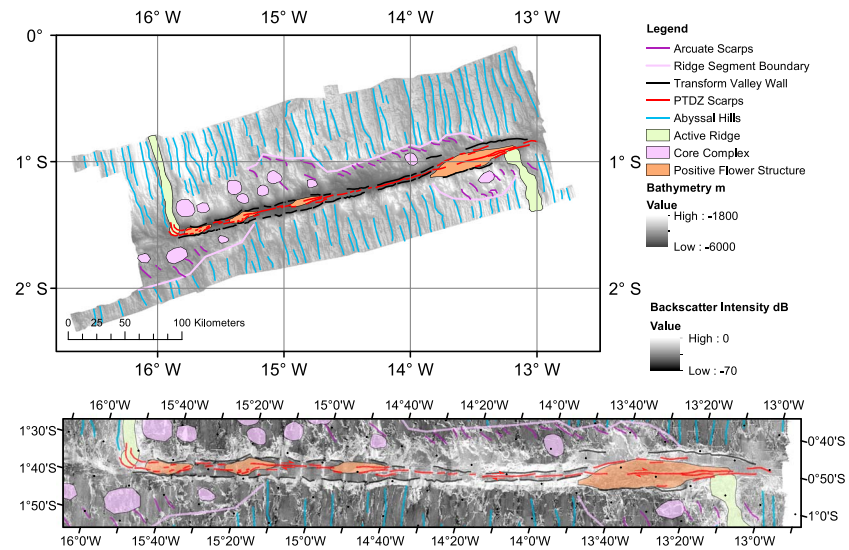 16° W 15° W 14° W 13° W
0°
1° S 1° S
2° S 2° S
0 25 50 100 Kilometers
16° W 15° W 14° W 13° W
Legend
Arcuate Scarps
Ridge Segment Boundary
Transform Valley Wall
PTDZ Scarps
Abyssal Hills
Active Ridge
Core Complex
Positive Flower Structure
Bathymetry m
Value
High : -1800
Low : -6000
Backscatter Intensity dB
Value
High : 0
Low : -70
16°0'W 15°40'W 15°20'W 15°0'W 14°40'W 14°20'W 14°0'W 13°40'W 13°20'W 13°0'W
1°30'S 0°40'S
1°40'S 0°50'S
1°50'S 1°0'S
16°0'W 15°40'W 15°20'W 15°0'W 14°40'W 14°20'W 14°0'W 13°40'W 13°20'W 13°0'W